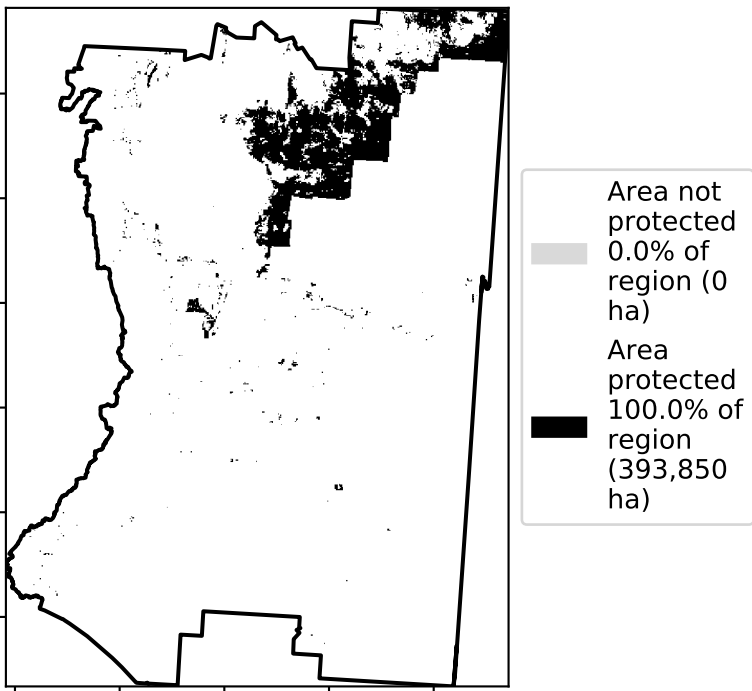 Area not
protected
0.0% of
region (0
ha)
Area
protected
100.0% of
region
(393,850
ha)